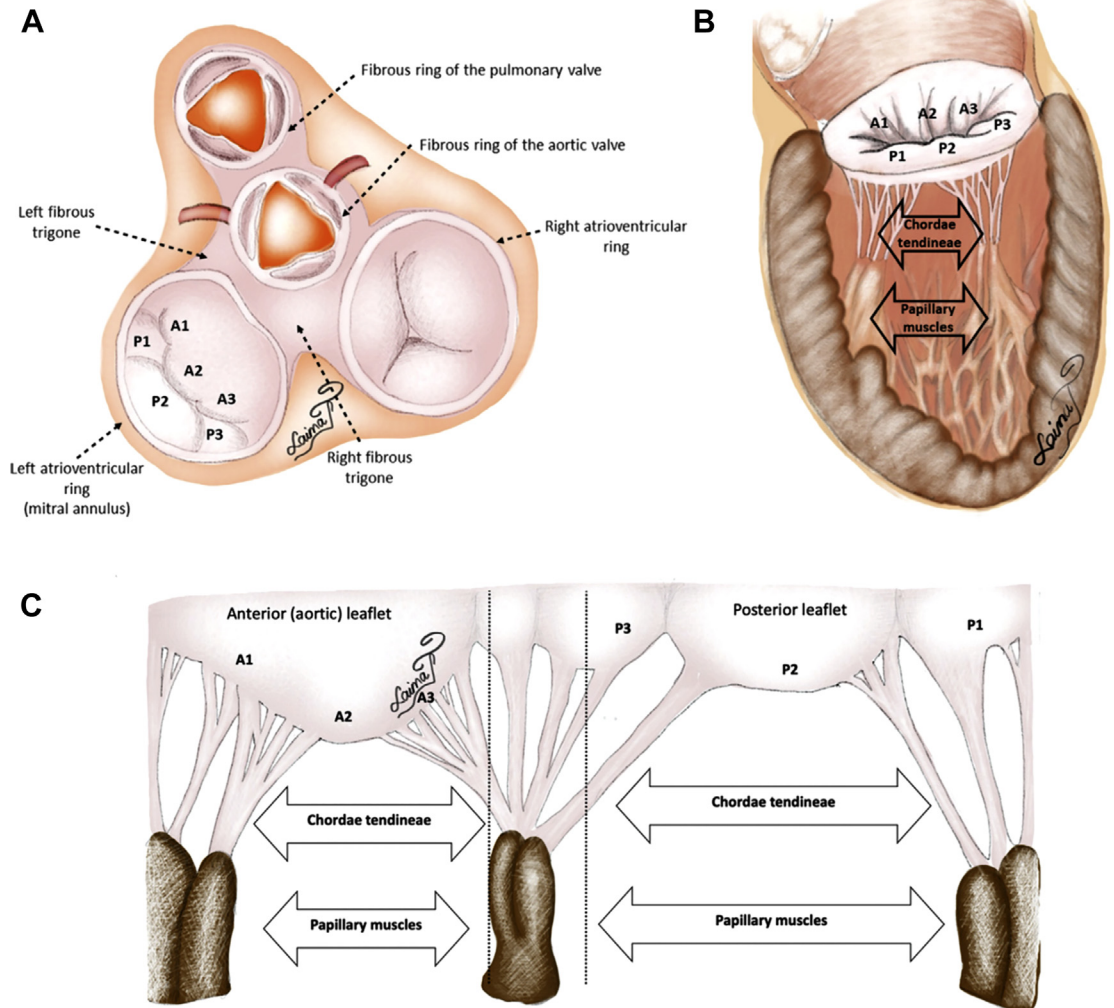 A
Fibrous ring of the pulmonary valve
Fibrous ring of the aortic valve
Left fibrous
trigone
Right atrioventricular
ring
A1
P1
A2
P2
A3
P3
Laima
Right fibrous
trigone
Left atrioventricular
ring
(mitral annulus)
B
A1
A2
A3
P3
P1
P2
Chordae
tendineae
Papillary
muscles
Laima
C
Anterior (aortic) leaflet
Posterior leaflet
A1
A2
Laima
A3
P3
P2
P1
Chordae tendineae
Chordae tendineae
Papillary muscles
Papillary muscles